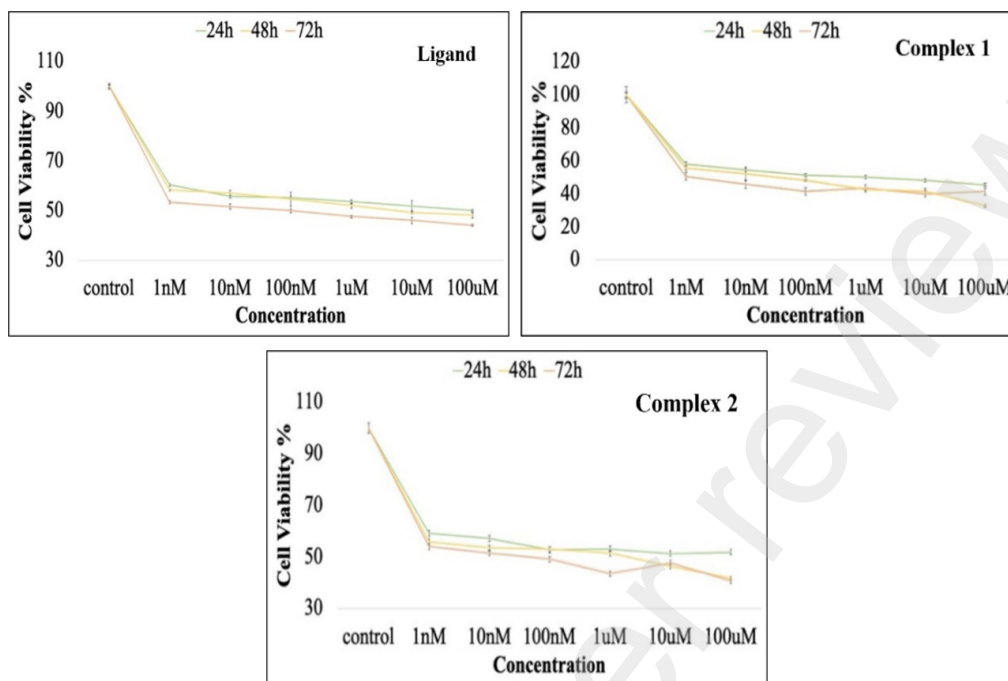 24h 48h 72h
Ligand
110
90
70
50
30
Cell Viability %
control 1nM 10nM 100nM 1uM 10uM 100uM
Concentration
24h 48h 72h
Complex 1
120
100
80
60
40
20
0
Cell Viability %
control 1nM 10nM 100nM 1uM 10uM 100uM
Concentration
24h 48h 72h
Complex 2
110
90
70
50
30
Cell Viability %
control 1nM 10nM 100nM 1uM 10uM 100uM
Concentration
er review